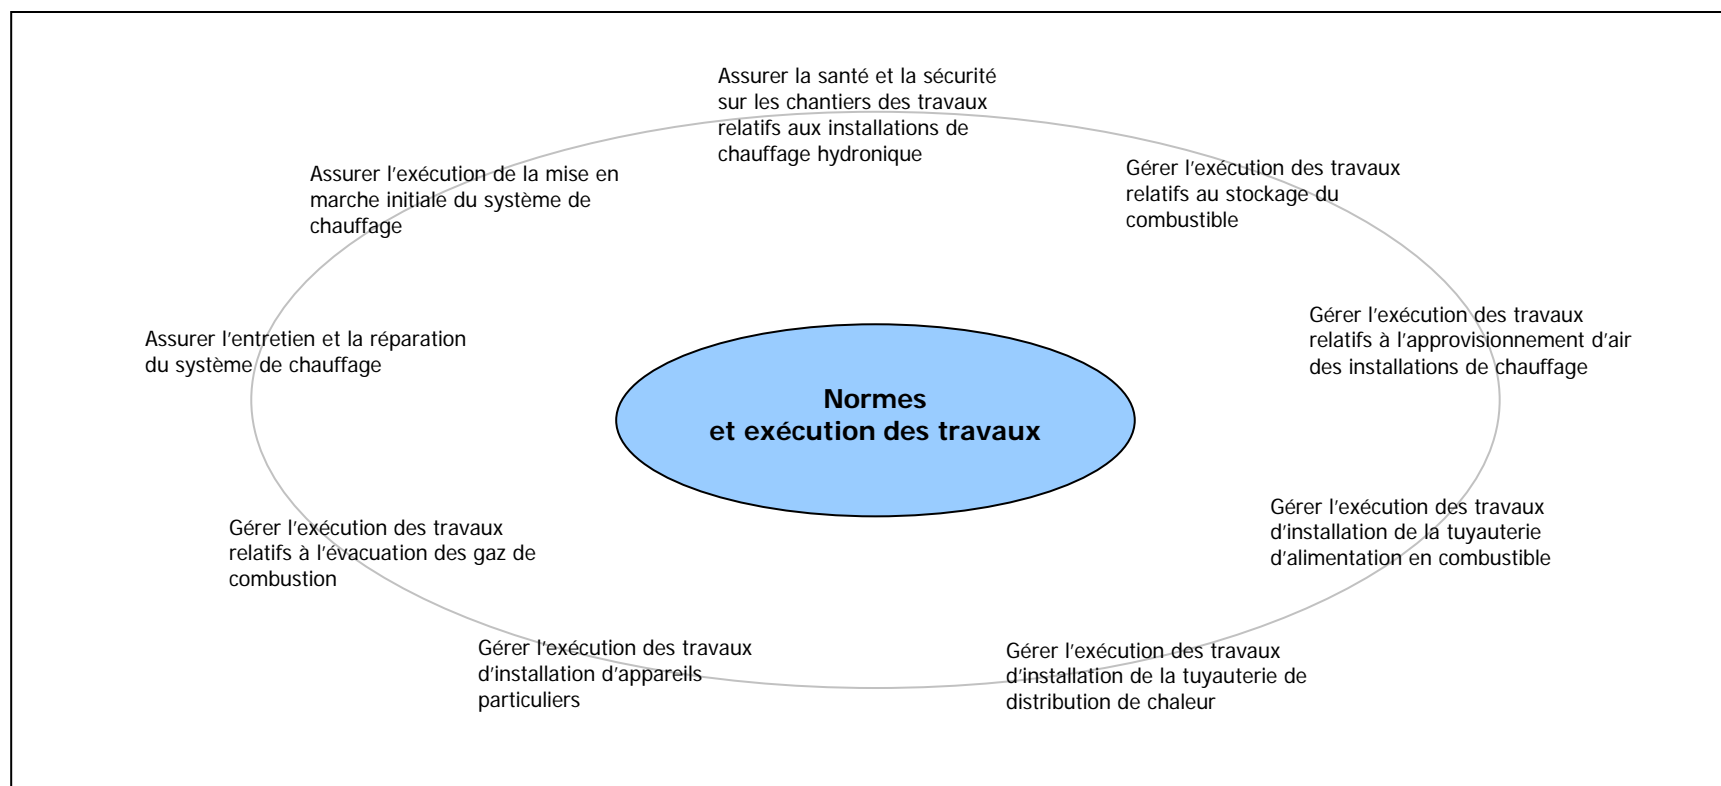 Assurer la santé et la sécurité
sur les chantiers des travaux
relatifs aux installations de
chauffage hydronique
Gérer l'exécution des travaux
relatifs au stockage du
combustible
Gérer l'exécution des travaux
relatifs à l'approvisionnement d'air
des installations de chauffage
Gérer l'exécution des travaux
d'installation de la tuyauterie
d'alimentation en combustible
Gérer l'exécution des travaux
d'installation de la tuyauterie de
distribution de chaleur
Gérer l'exécution des travaux
d'installation d'appareils
particuliers
Gérer l'exécution des travaux
relatifs à l'évacuation des gaz de
combustion
Assurer l'entretien et la réparation
du système de chauffage
Assurer l'exécution de la mise en
marche initiale du système de
chauffage
Normes
et exécution des travaux